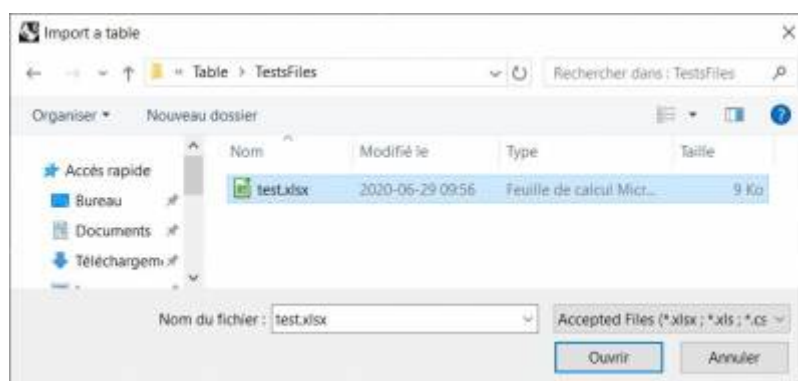 Import a table
« Table > TestsFiles
Rechercher dans : TestsFiles
Organiser
Nouveau dossier
Nom
Modifié le
Type
Taille
Accès rapide
Bureau
Documents
Téléchargem
test.xlsx
2020-06-29 09:56
Feuille de calcul Micr...
9 Ko
Nom du fichier :
test.xlsx
Accepted Files (*.xlsx ; *.xls ; *.cs
Ouvrir
Annuler